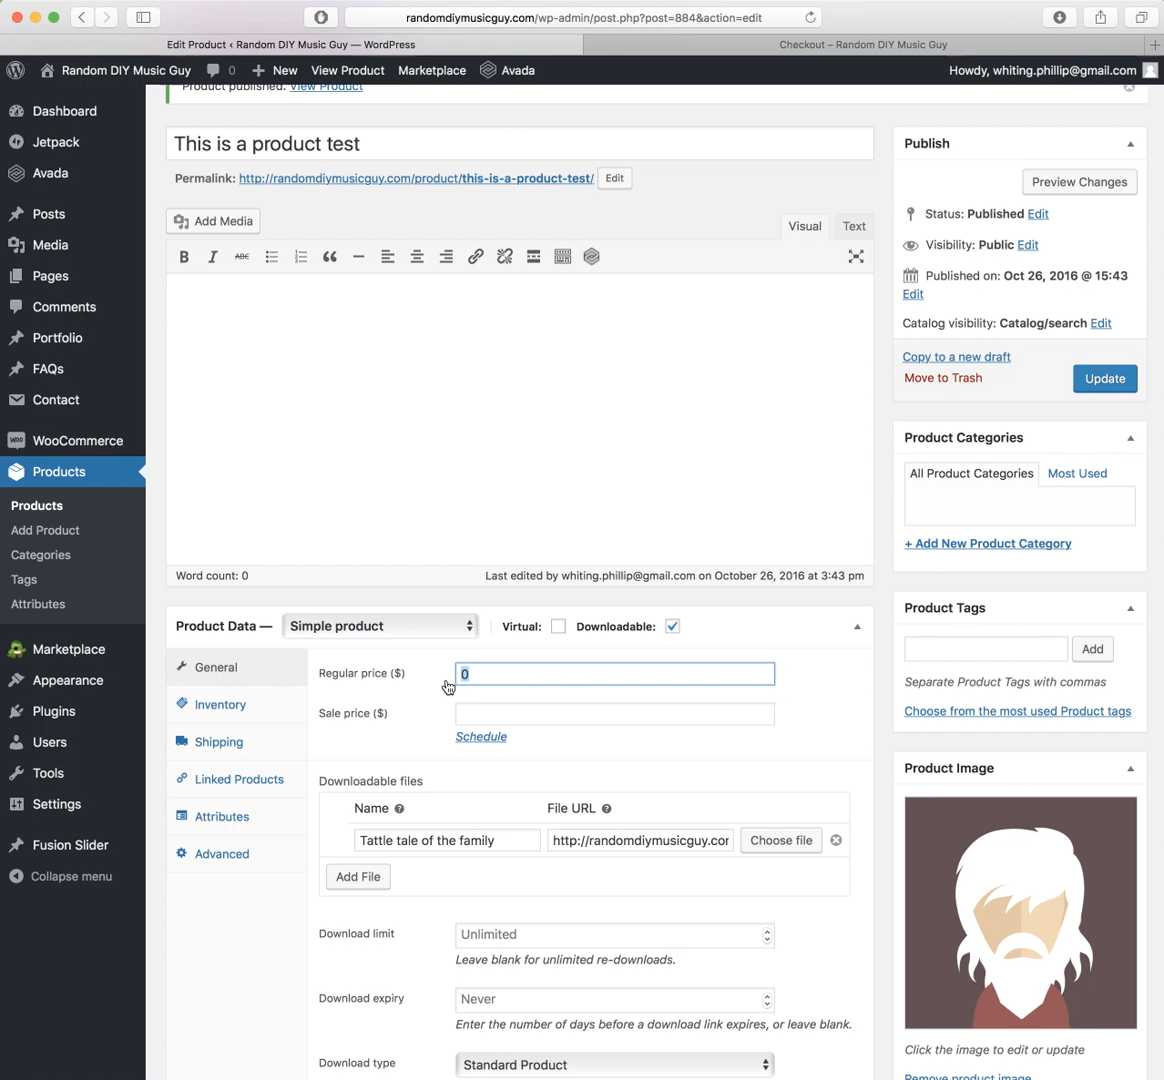 randomdiymusicguy.com/wp-admin/post.php?post=884&action=edit
Edit Product ‹ Random DIY Music Guy — WordPress
Checkout – Random DIY Music Guy
Random DIY Music Guy 0 New View Product Marketplace Avada Howdy, whiting.phillip@gmail.com
Dashboard
Jetpack
Avada
Posts
Media
Pages
Comments
Portfolio
FAQs
Contact
WooCommerce
Products
Products
Add Product
Categories
Tags
Attributes
Marketplace
Appearance
Plugins
Users
Tools
Settings
Fusion Slider
Collapse menu
Product published. View Product
This is a product test
Permalink: http://randomdiymusicguy.com/product/this-is-a-product-test/ Edit
Add Media
Visual Text
B I ABC
Word count: 0 Last edited by whiting.phillip@gmail.com on October 26, 2016 at 3:43 pm
Product Data — Simple product Virtual: Downloadable:
General
Inventory
Shipping
Linked Products
Attributes
Advanced
Regular price ($) 0
Sale price ($)
Schedule
Downloadable files
Name File URL
Tattle tale of the family http://randomdiymusicguy.cor Choose file
Add File
Download limit Unlimited
Leave blank for unlimited re-downloads.
Download expiry Never
Enter the number of days before a download link expires, or leave blank.
Download type Standard Product
Publish
Preview Changes
Status: Published Edit
Visibility: Public Edit
Published on: Oct 26, 2016 @ 15:43
Edit
Catalog visibility: Catalog/search Edit
Copy to a new draft
Move to Trash Update
Product Categories
All Product Categories Most Used
+ Add New Product Category
Product Tags
Add
Separate Product Tags with commas
Choose from the most used Product tags
Product Image
Click the image to edit or update
Remove product image